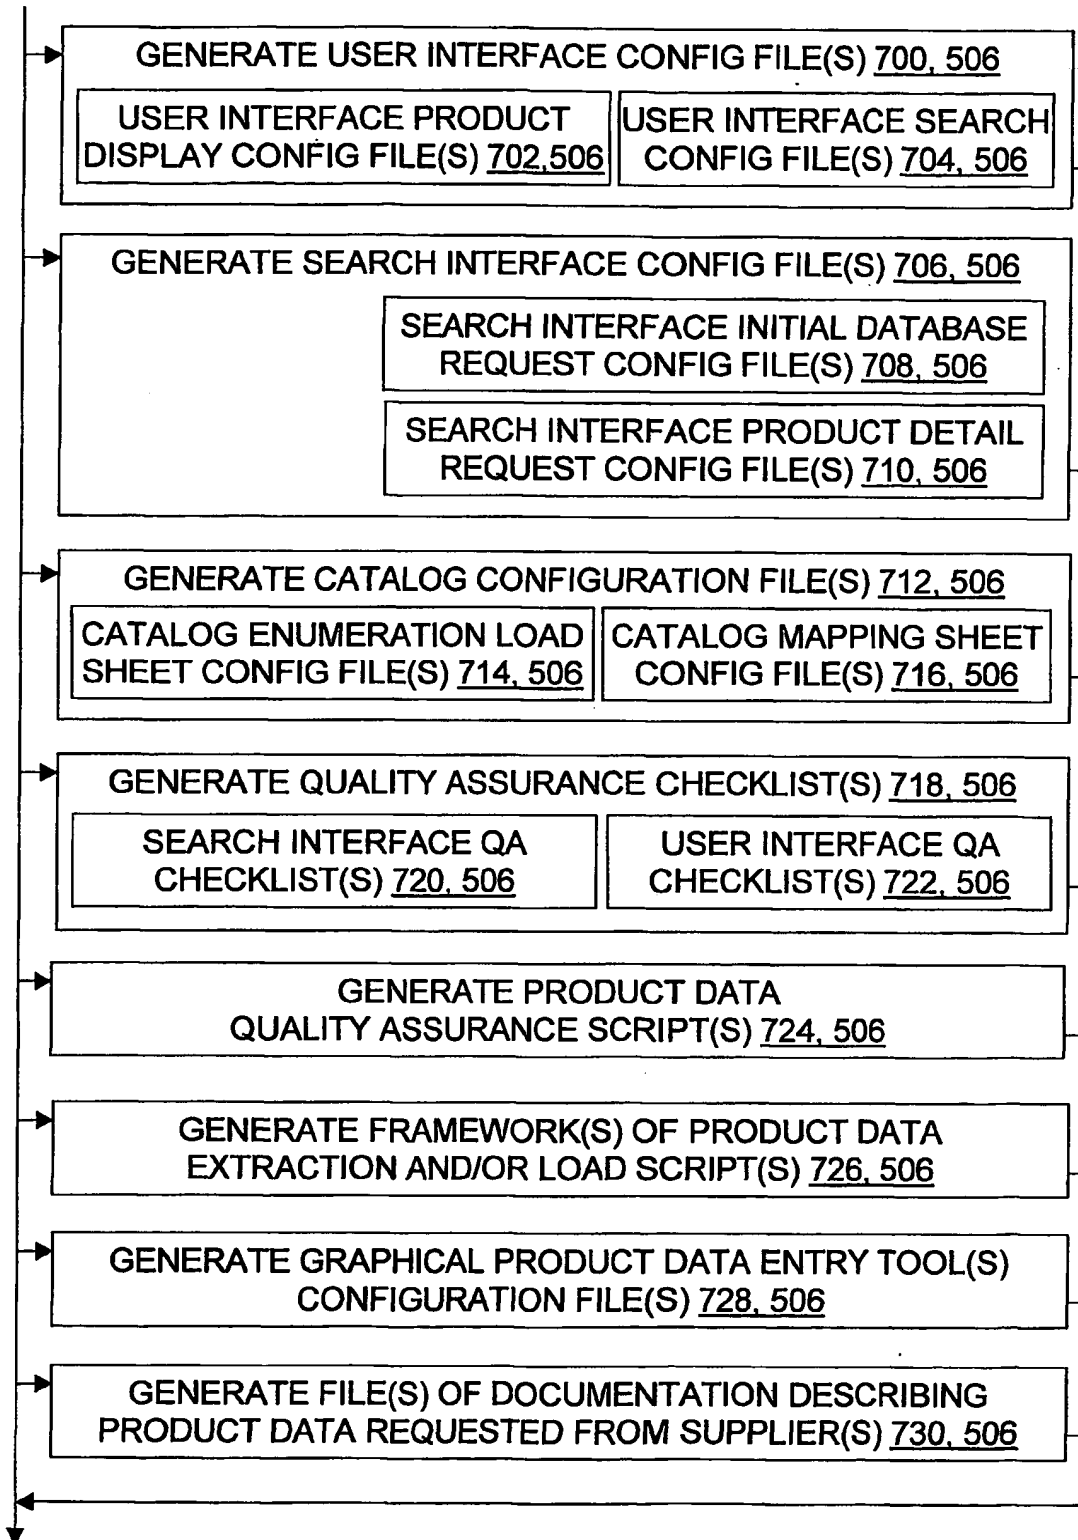 GENERATE USER INTERFACE CONFIG FILE(S) 700, 506
USER INTERFACE PRODUCT
DISPLAY CONFIG FILE(S) 702,506
USER INTERFACE SEARCH
CONFIG FILE(S) 704, 506
GENERATE SEARCH INTERFACE CONFIG FILE(S) 706, 506
SEARCH INTERFACE INITIAL DATABASE
REQUEST CONFIG FILE(S) 708, 506
SEARCH INTERFACE PRODUCT DETAIL
REQUEST CONFIG FILE(S) 710, 506
GENERATE CATALOG CONFIGURATION FILE(S) 712, 506
CATALOG ENUMERATION LOAD
SHEET CONFIG FILE(S) 714, 506
CATALOG MAPPING SHEET
CONFIG FILE(S) 716, 506
GENERATE QUALITY ASSURANCE CHECKLIST(S) 718, 506
SEARCH INTERFACE QA
CHECKLIST(S) 720, 506
USER INTERFACE QA
CHECKLIST(S) 722, 506
GENERATE PRODUCT DATA
QUALITY ASSURANCE SCRIPT(S) 724, 506
GENERATE FRAMEWORK(S) OF PRODUCT DATA
EXTRACTION AND/OR LOAD SCRIPT(S) 726, 506
GENERATE GRAPHICAL PRODUCT DATA ENTRY TOOL(S)
CONFIGURATION FILE(S) 728, 506
GENERATE FILE(S) OF DOCUMENTATION DESCRIBING
PRODUCT DATA REQUESTED FROM SUPPLIER(S) 730, 506